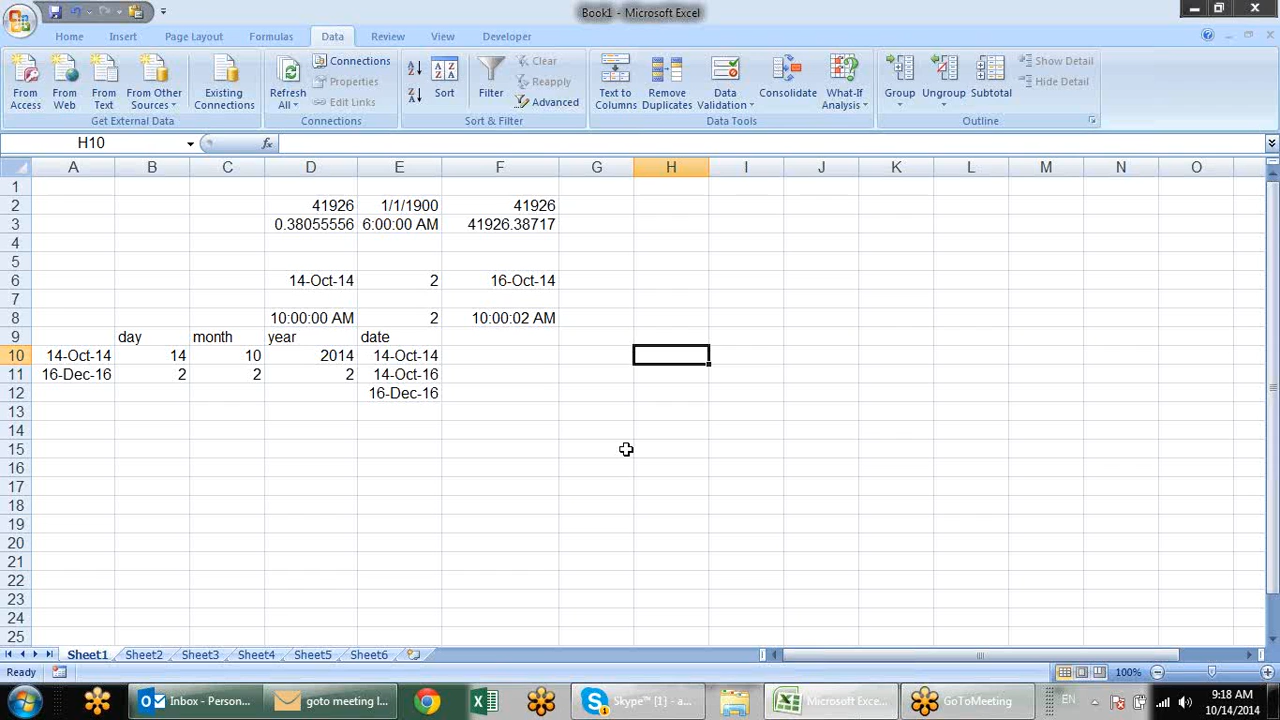 Book1 - Microsoft Excel
Home Insert Page Layout Formulas Data Review View Developer
From Access
From Web
From Text
From Other Sources
Existing Connections
Get External Data
Refresh All
Connections
Properties
Edit Links
Connections
Sort
Filter
Clear
Reapply
Advanced
Sort & Filter
Text to Columns
Remove Duplicates
Data Validation
Consolidate
What-If Analysis
Data Tools
Group
Ungroup
Subtotal
Show Detail
Hide Detail
Outline
H10 fx
A B C D E F G H I J K L M N O
1
2 41926 1/1/1900 41926
3 0.38055556 6:00:00 AM 41926.38717
4
5
6 14-Oct-14 2 16-Oct-14
7
8 10:00:00 AM 2 10:00:02 AM
9 day month year date
10 14-Oct-14 14 10 2014 14-Oct-14
11 16-Dec-16 2 2 2 14-Oct-16
12 16-Dec-16
13
14
15
16
17
18
19
20
21
22
23
24
25
Sheet1 Sheet2 Sheet3 Sheet4 Sheet5 Sheet6
Ready 100%
Inbox - Person... goto meeting l... Skype™ [1] - a... Microsoft Exce... GoToMeeting EN 9:18 AM
10/14/2014